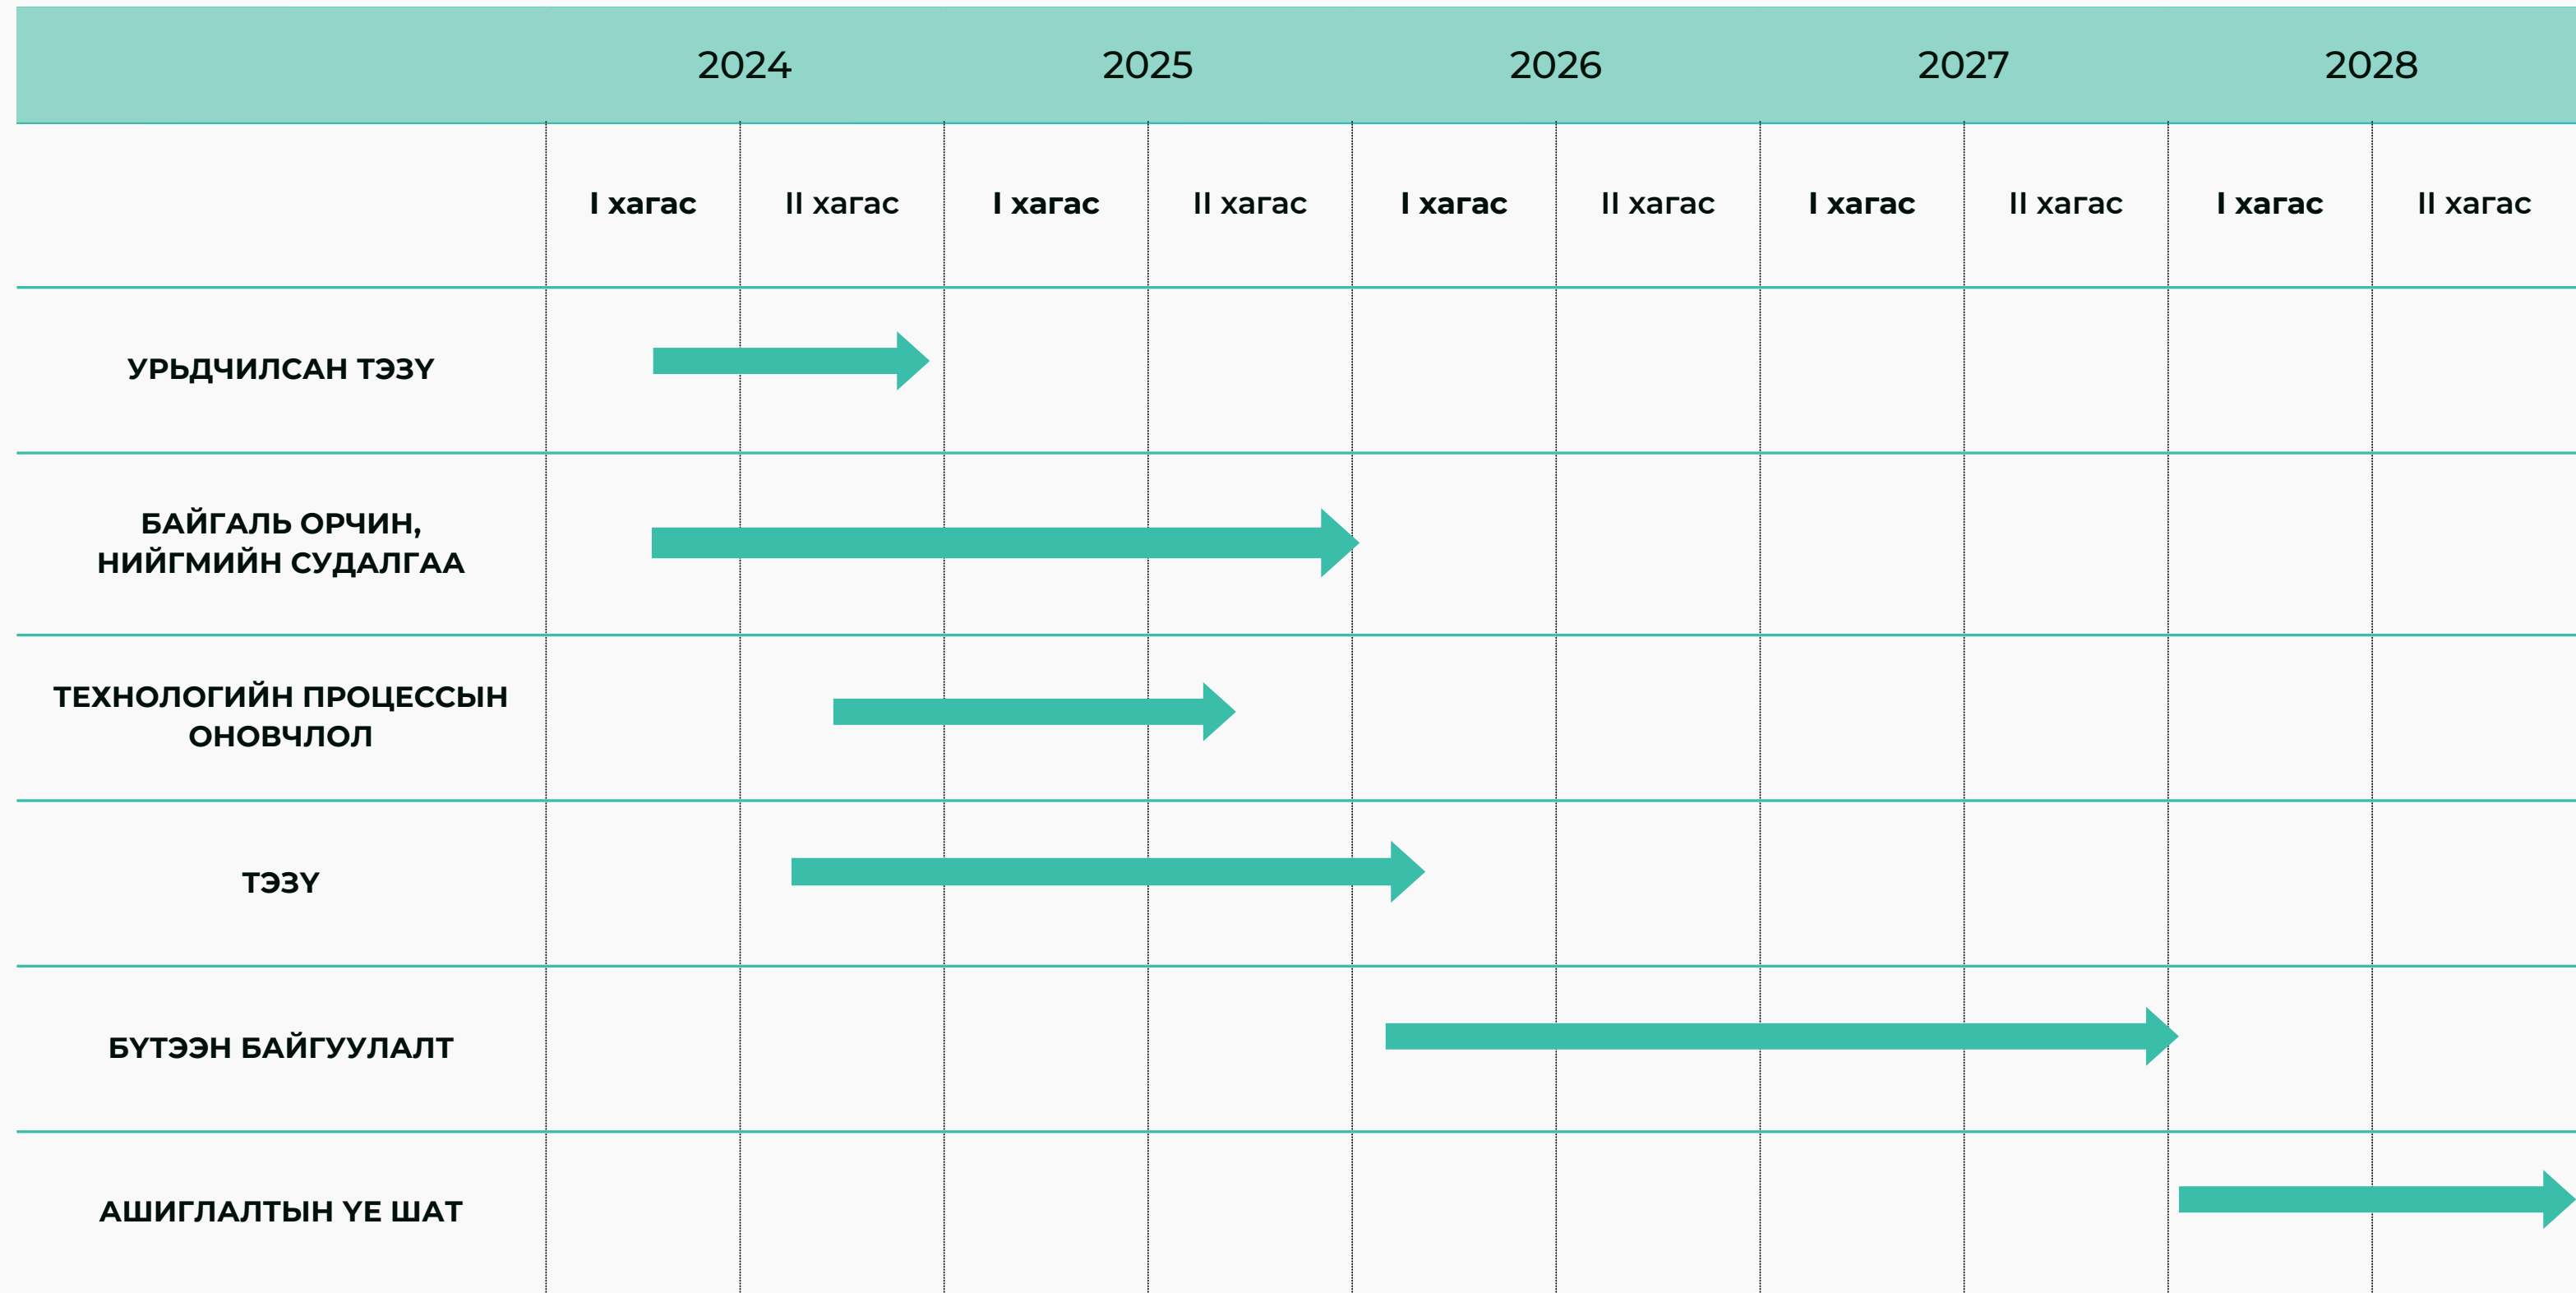 2024 2025 2026 2027 2028
I хагас II хагас I хагас II хагас I хагас II хагас I хагас II хагас I хагас II хагас
УРЬДЧИЛСАН ТЭЗҮ
БАЙГАЛЬ ОРЧИН,
НИЙГМИЙН СУДАЛГАА
ТЕХНОЛОГИЙН ПРОЦЕССЫН
ОНОВЧЛОЛ
ТЭЗҮ
БҮТЭЭН БАЙГУУЛАЛТ
АШИГЛАЛТЫН ҮЕ ШАТ